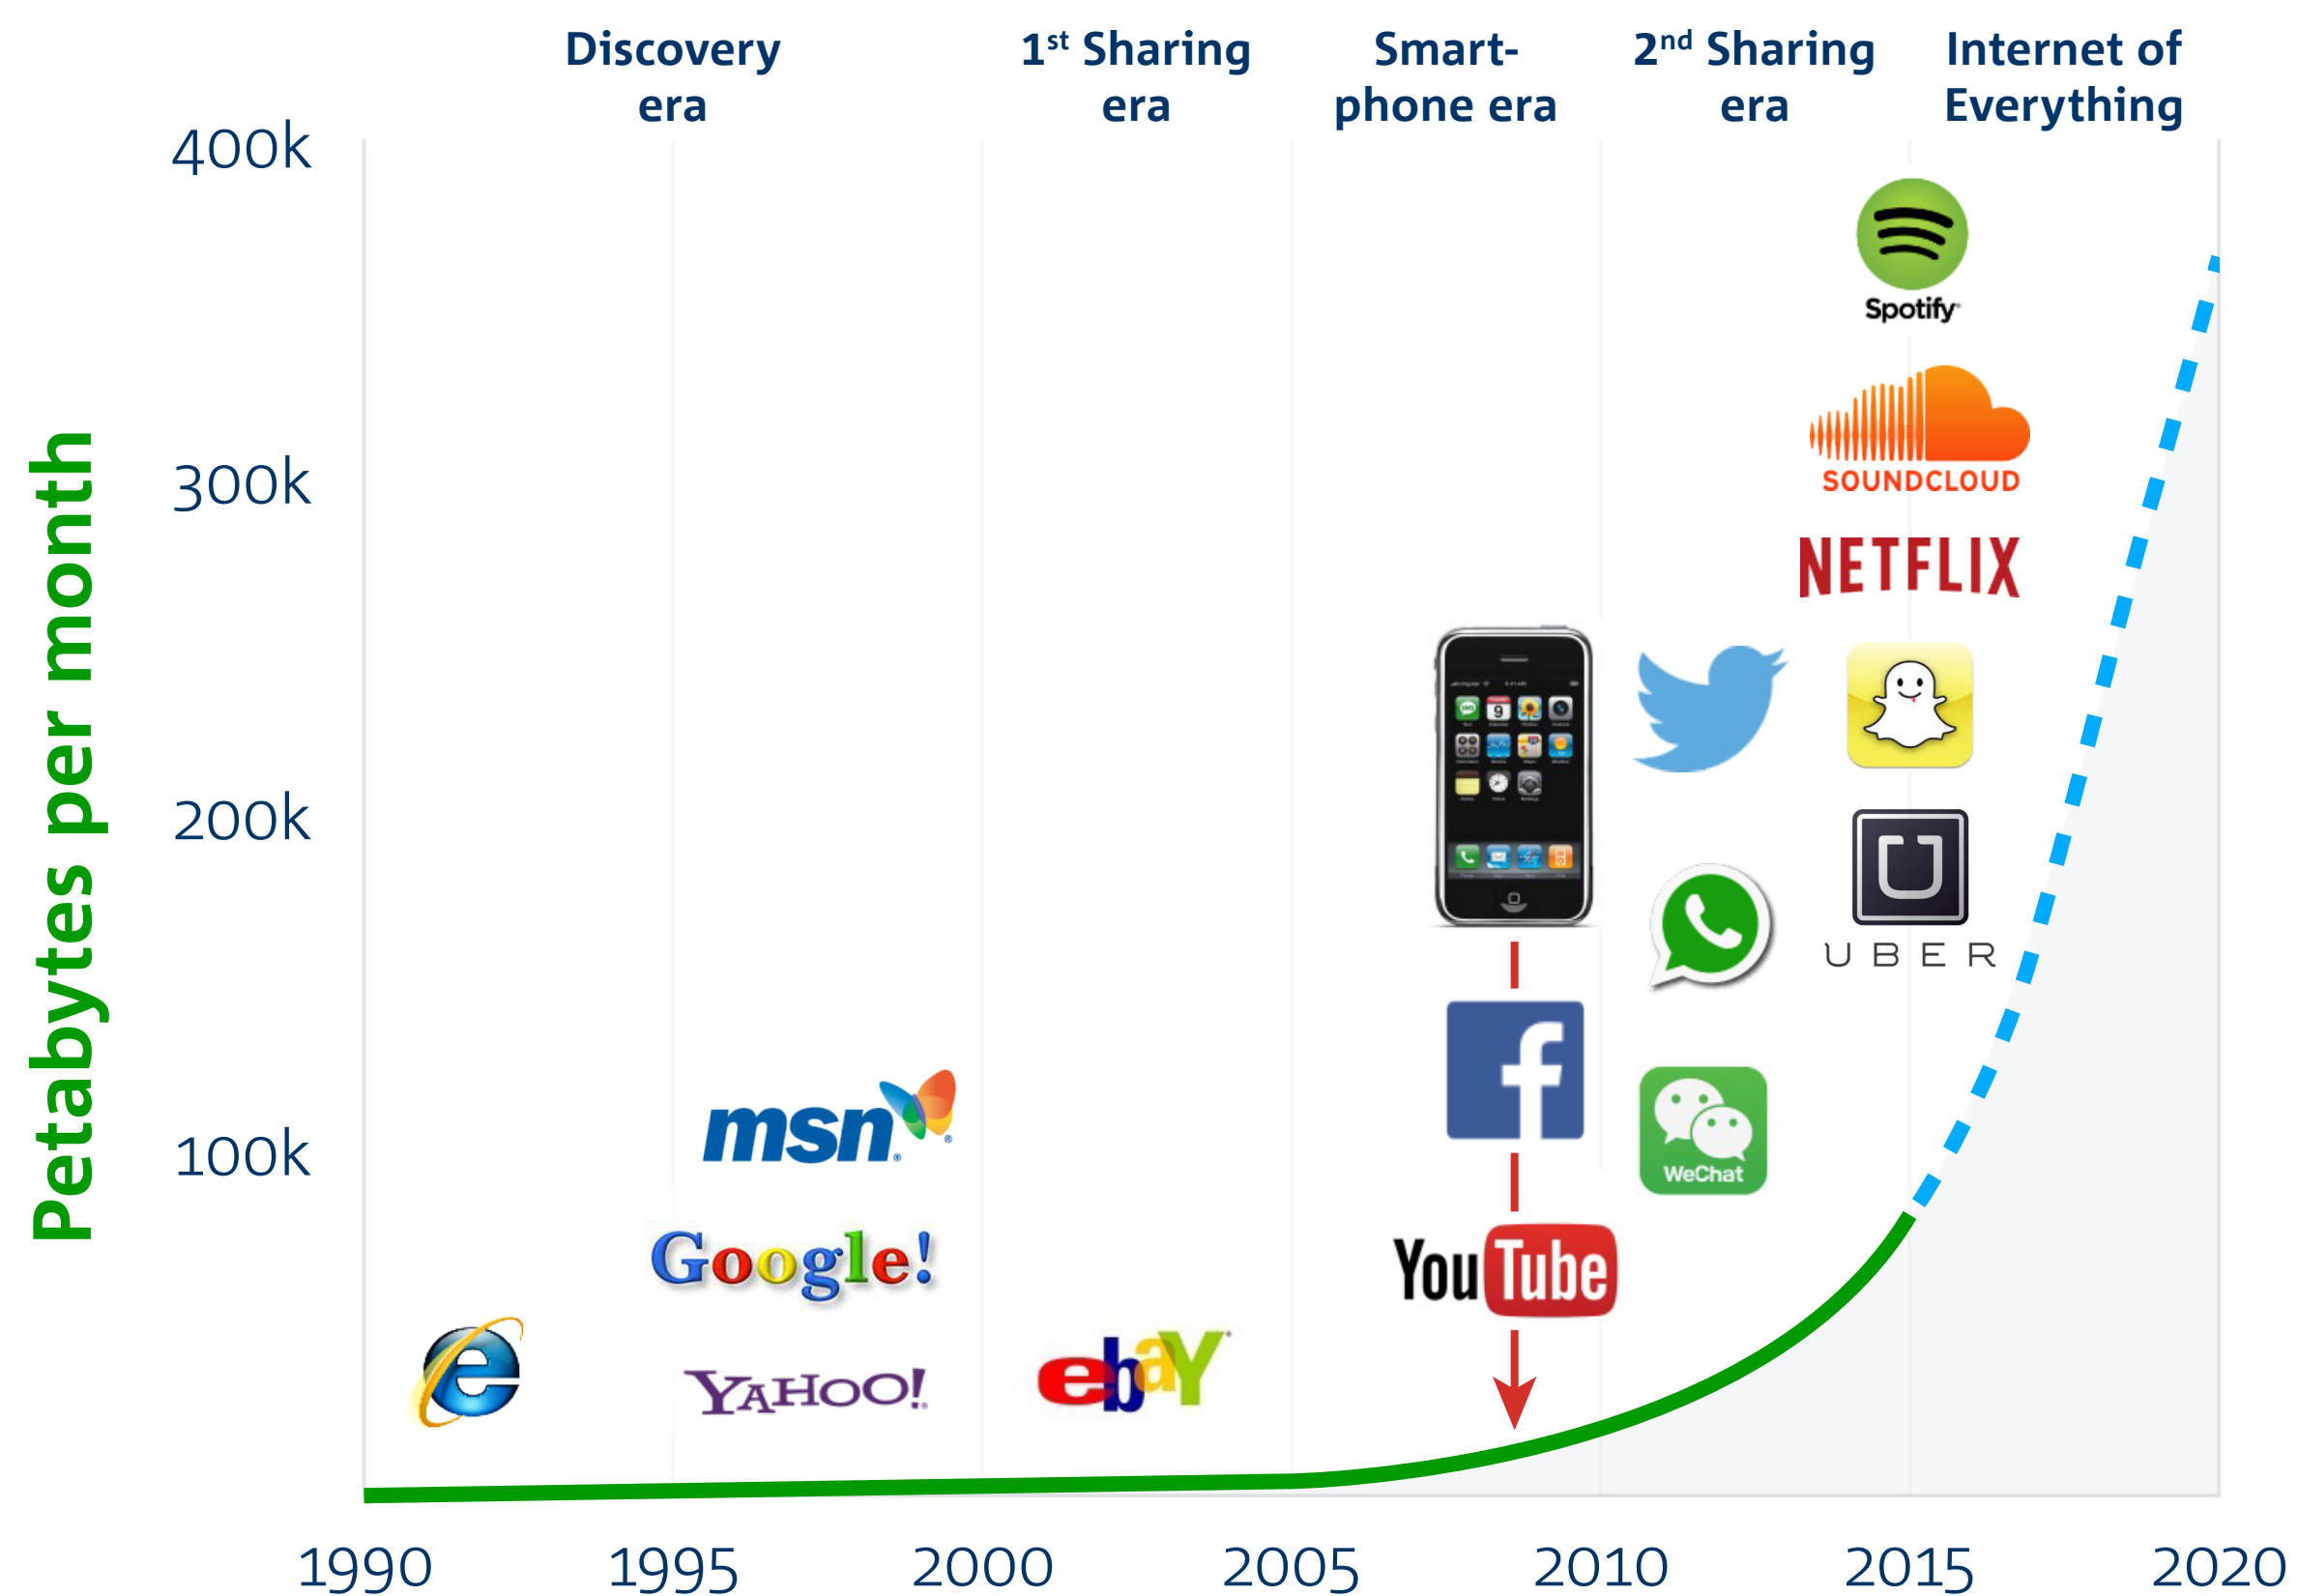 Discovery
era
1st Sharing
era
Smart-
phone era
2nd Sharing
era
Internet of
Everything
400k
300k
200k
100k
Petabytes per month
Spotify
SOUNDCLOUD
NETFLIX
9
UBER
msn
Google!
WeChat
YouTube
YAHOO!
ebaY
1990
1995
2000
2005
2010
2015
2020